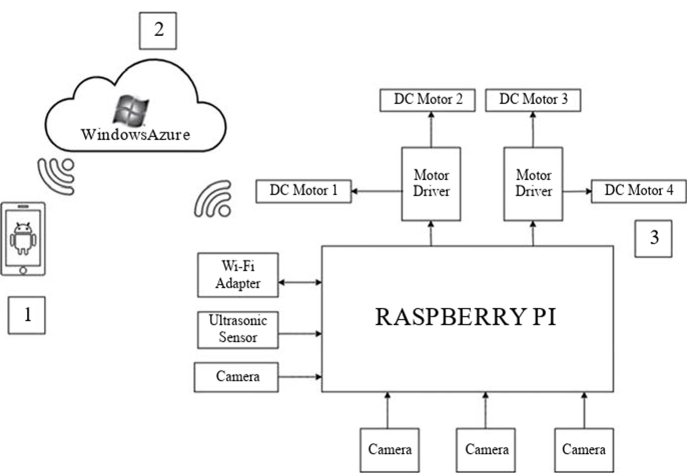 2
WindowsAzure
1
DC Motor 2
DC Motor 3
Motor
Driver
Motor
Driver
DC Motor 1
DC Motor 4
3
Wi-Fi
Adapter
RASPBERRY PI
Ultrasonic
Sensor
Camera
Camera
Camera
Camera